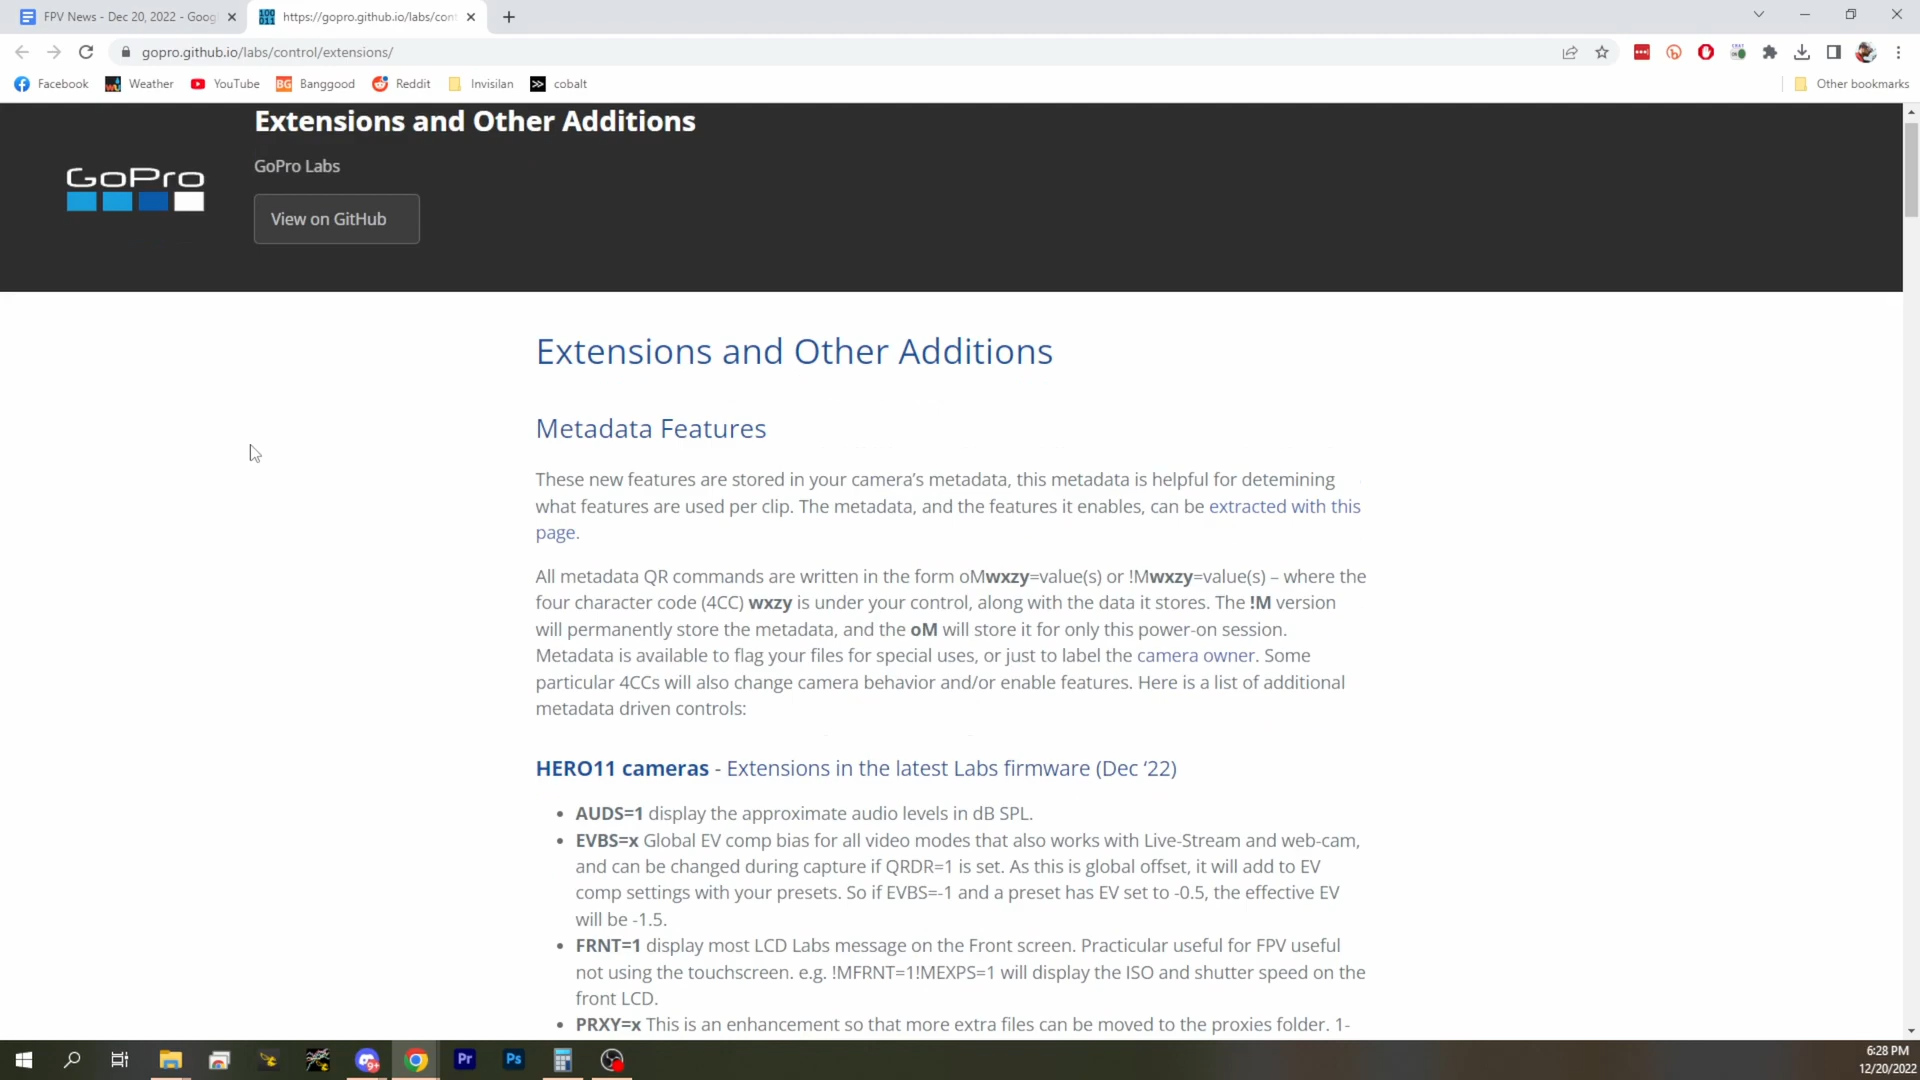 FPV News - Dec 20, 2022 - Goog
https://gopro.github.io/labs/cont
gopro.github.io/labs/control/extensions/
Facebook
Weather
YouTube
BG Banggood
Reddit
Invisilan
cobalt
Other bookmarks
Extensions and Other Additions
GoPro
GoPro Labs
View on GitHub
Extensions and Other Additions
Metadata Features
These new features are stored in your camera’s metadata, this metadata is helpful for detemining
what features are used per clip. The metadata, and the features it enables, can be extracted with this
page.
All metadata QR commands are written in the form oMwxzy=value(s) or !Mwxzy=value(s) – where the
four character code (4CC) wxzy is under your control, along with the data it stores. The !M version
will permanently store the metadata, and the oM will store it for only this power-on session.
Metadata is available to flag your files for special uses, or just to label the camera owner. Some
particular 4CCs will also change camera behavior and/or enable features. Here is a list of additional
metadata driven controls:
HERO11 cameras - Extensions in the latest Labs firmware (Dec ‘22)
• AUDS=1 display the approximate audio levels in dB SPL.
• EVBS=x Global EV comp bias for all video modes that also works with Live-Stream and web-cam,
and can be changed during capture if QRDR=1 is set. As this is global offset, it will add to EV
comp settings with your presets. So if EVBS=-1 and a preset has EV set to -0.5, the effective EV
will be -1.5.
• FRNT=1 display most LCD Labs message on the Front screen. Practicular useful for FPV useful
not using the touchscreen. e.g. !MFRNT=1!MEXPS=1 will display the ISO and shutter speed on the
front LCD.
• PRXY=x This is an enhancement so that more extra files can be moved to the proxies folder. 1-
9+
Pr
Ps
6:28 PM
12/20/2022